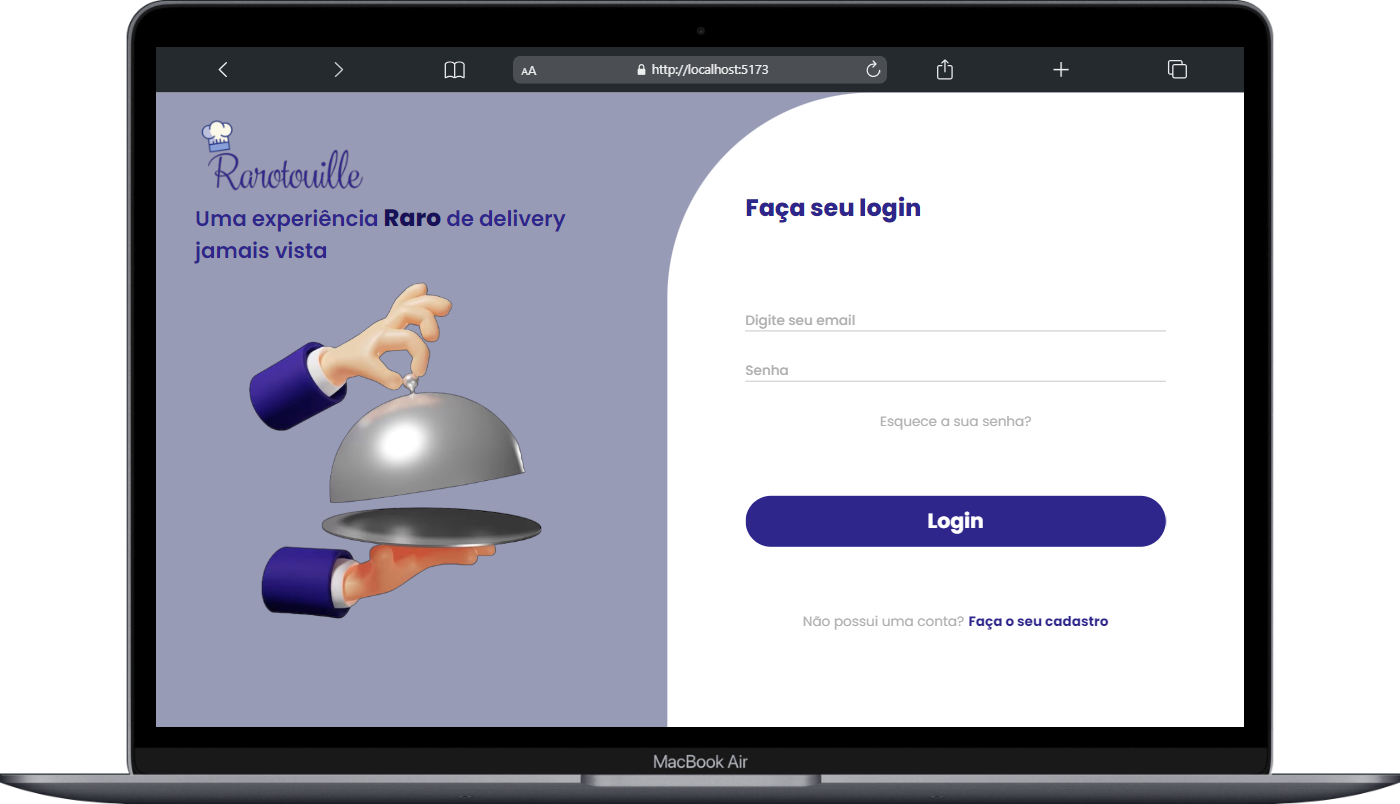 AA
http://localhost:5173
Rarotouille
Uma experiência Raro de delivery
jamais vista
Faça seu login
Digite seu email
Senha
Esquece a sua senha?
Login
Não possui uma conta? Faça o seu cadastro
MacBook Air